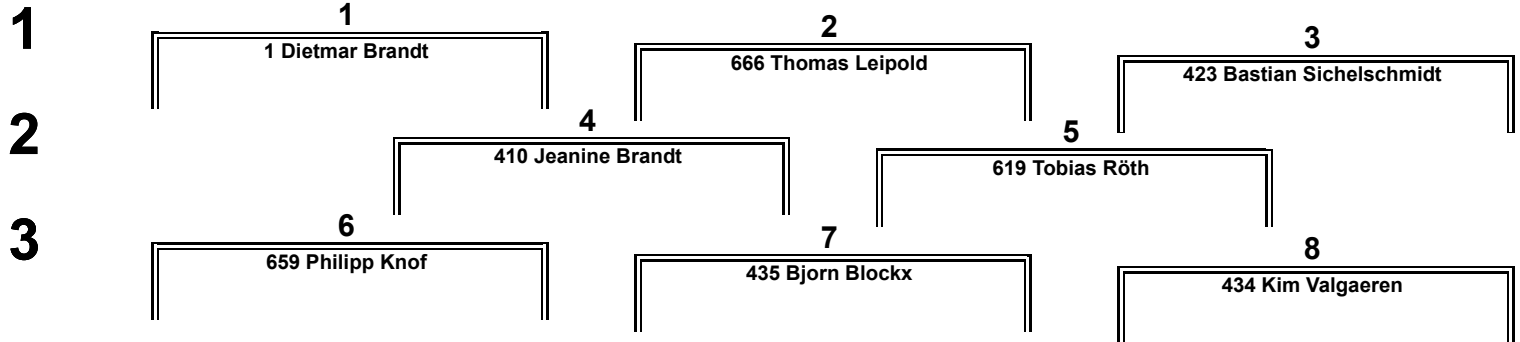 1
1
1 Dietmar Brandt
2
666 Thomas Leipold
3
423 Bastian Sichelschmidt
2
4
410 Jeanine Brandt
5
619 Tobias Röth
3
6
659 Philipp Knof
7
435 Bjorn Blockx
8
434 Kim Valgaeren